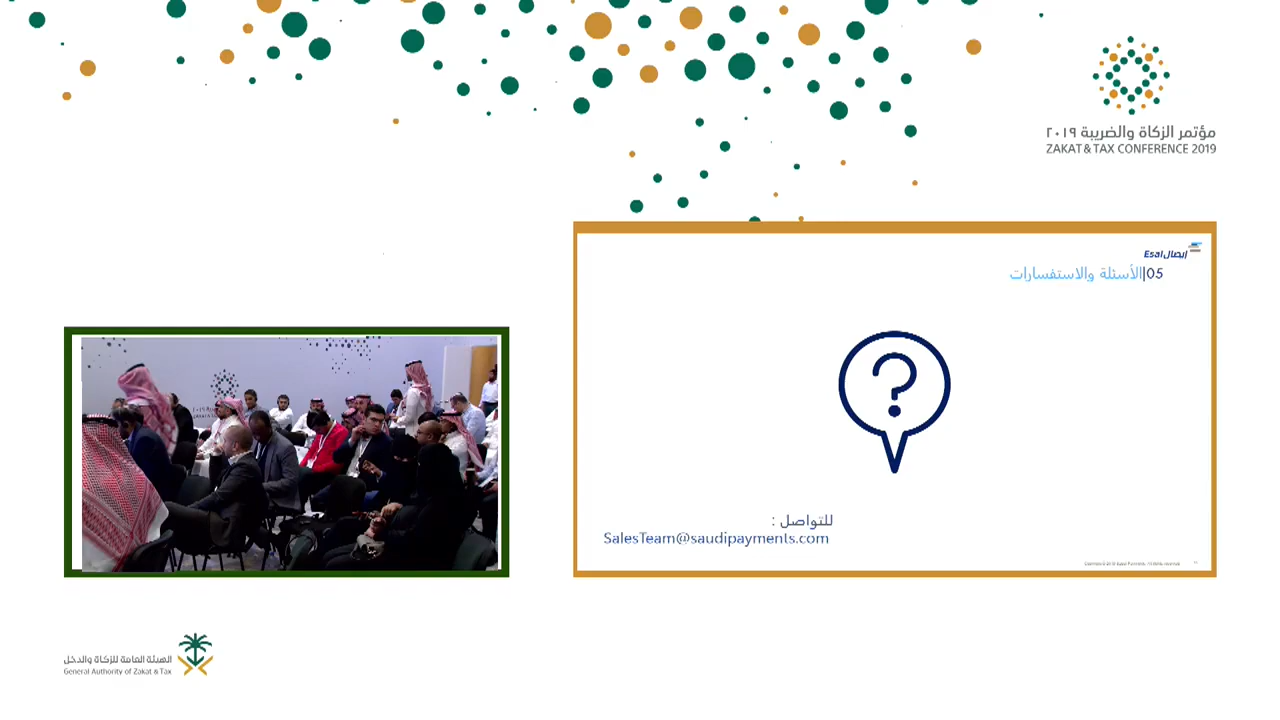 مؤتمر الزكاة والضريبة ٢٠١٩
ZAKAT & TAX CONFERENCE 2019
إيصال Esal
05|الأسئلة والاستفسارات
?
للتواصل :
SalesTeam@saudipayments.com
الهيئة العامة للزكاة والدخل
General Authority of Zakat & Tax